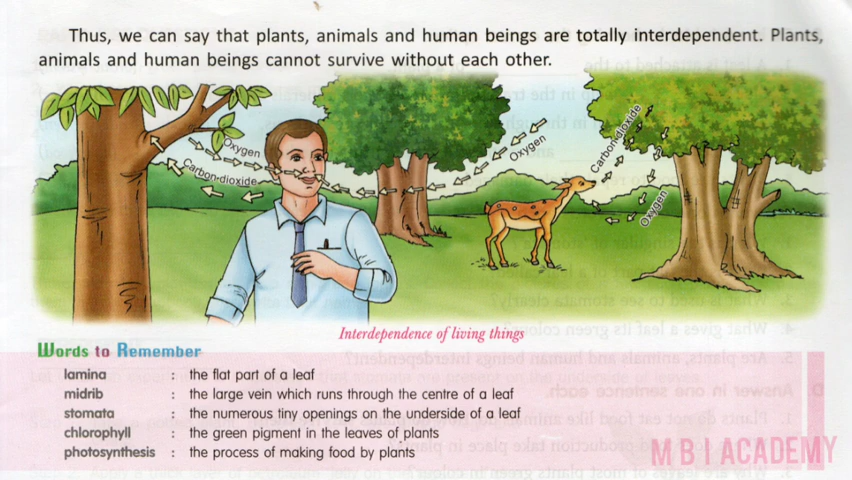 Thus, we can say that plants, animals and human beings are totally interdependent. Plants,
animals and human beings cannot survive without each other.
Oxygen
Carbon-dioxide
Oxygen
Carbon-dioxide
Oxygen
Interdependence of living things
Words to Remember
lamina : the flat part of a leaf
midrib : the large vein which runs through the centre of a leaf
stomata : the numerous tiny openings on the underside of a leaf
chlorophyll : the green pigment in the leaves of plants
photosynthesis : the process of making food by plants
M B I ACADEMY